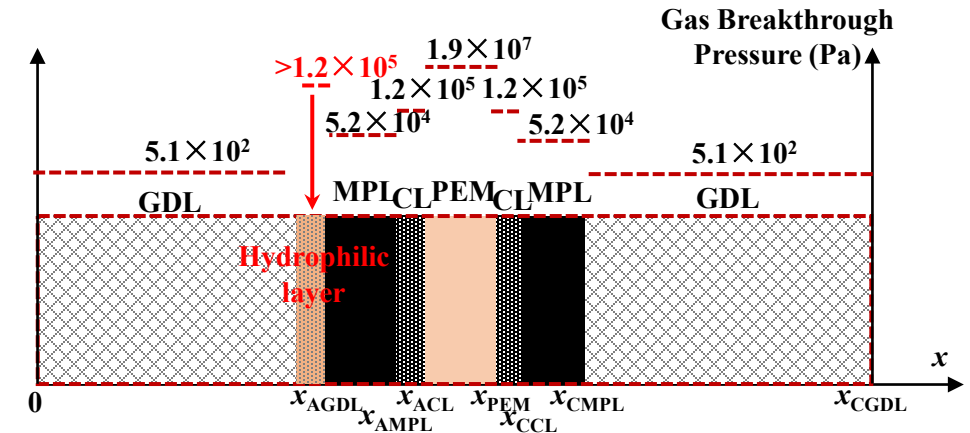 Gas Breakthrough
Pressure (Pa)
1.9×10⁷
>1.2×10⁵
1.2×10⁵
1.2×10⁵
5.2×10⁴
5.2×10⁴
5.1×10²
5.1×10²
GDL
MPL
CL
PEM
CL
MPL
GDL
Hydrophilic
layer
x
0
x_AGDL
x_AMPL
x_ACL
x_PEM
x_CCL
x_CMPL
x_CGDL